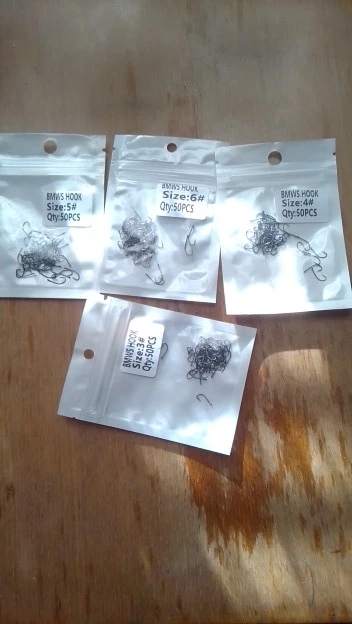 BMWS HOOK
Size:5#
Qty:50PCS
BMWS HOOK
Size:6#
Qty:50PCS
BMWS HOOK
Size:4#
Qty:50PCS
BMWS HOOK
Size:3#
Qty:50PCS